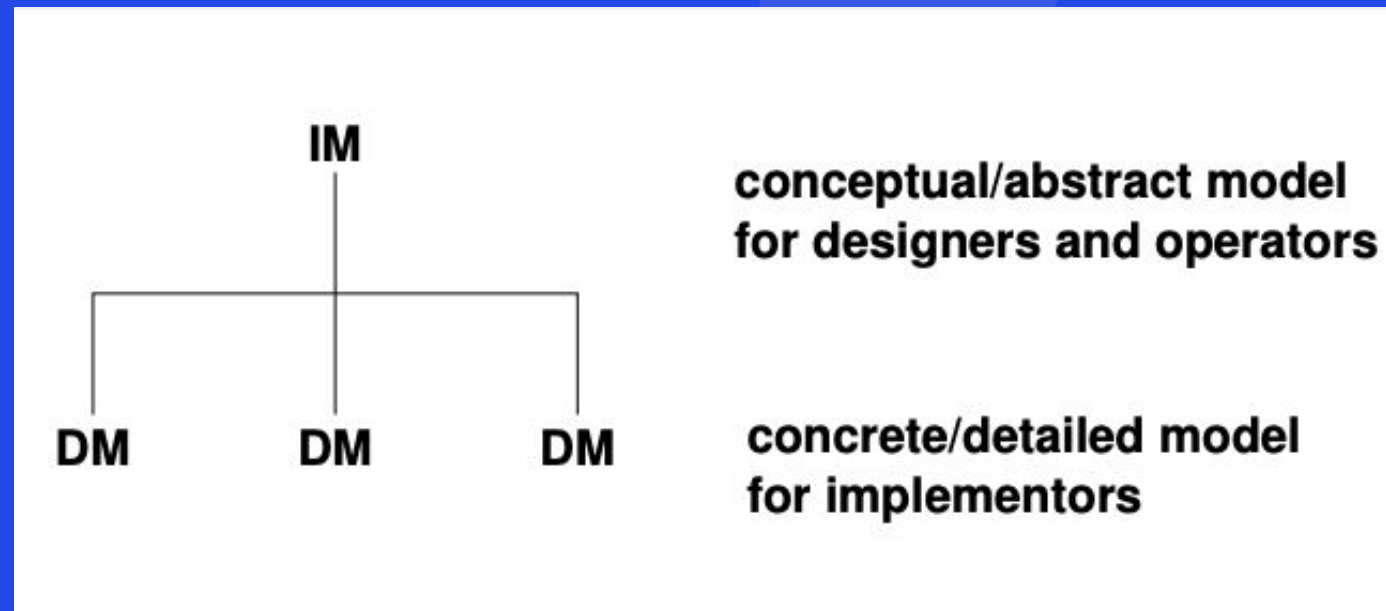 IM
conceptual/abstract model
for designers and operators
DM DM DM
concrete/detailed model
for implementors